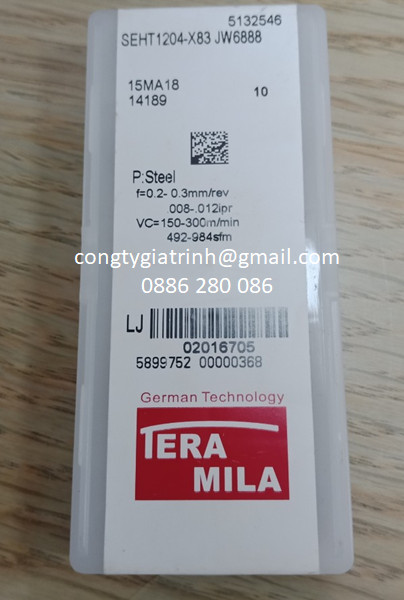 5132546
SEHT1204-X83 JW6888
15MA18
14189 10
P:Steel
f=0.2- 0.3mm/rev
.008-.012ipr
VC=150-300m/min
492-984sfm
congtygiatrinh@gmail.com
0886 280 086
LJ
02016705
5899752 00000368
German Technology
TERA
MILA